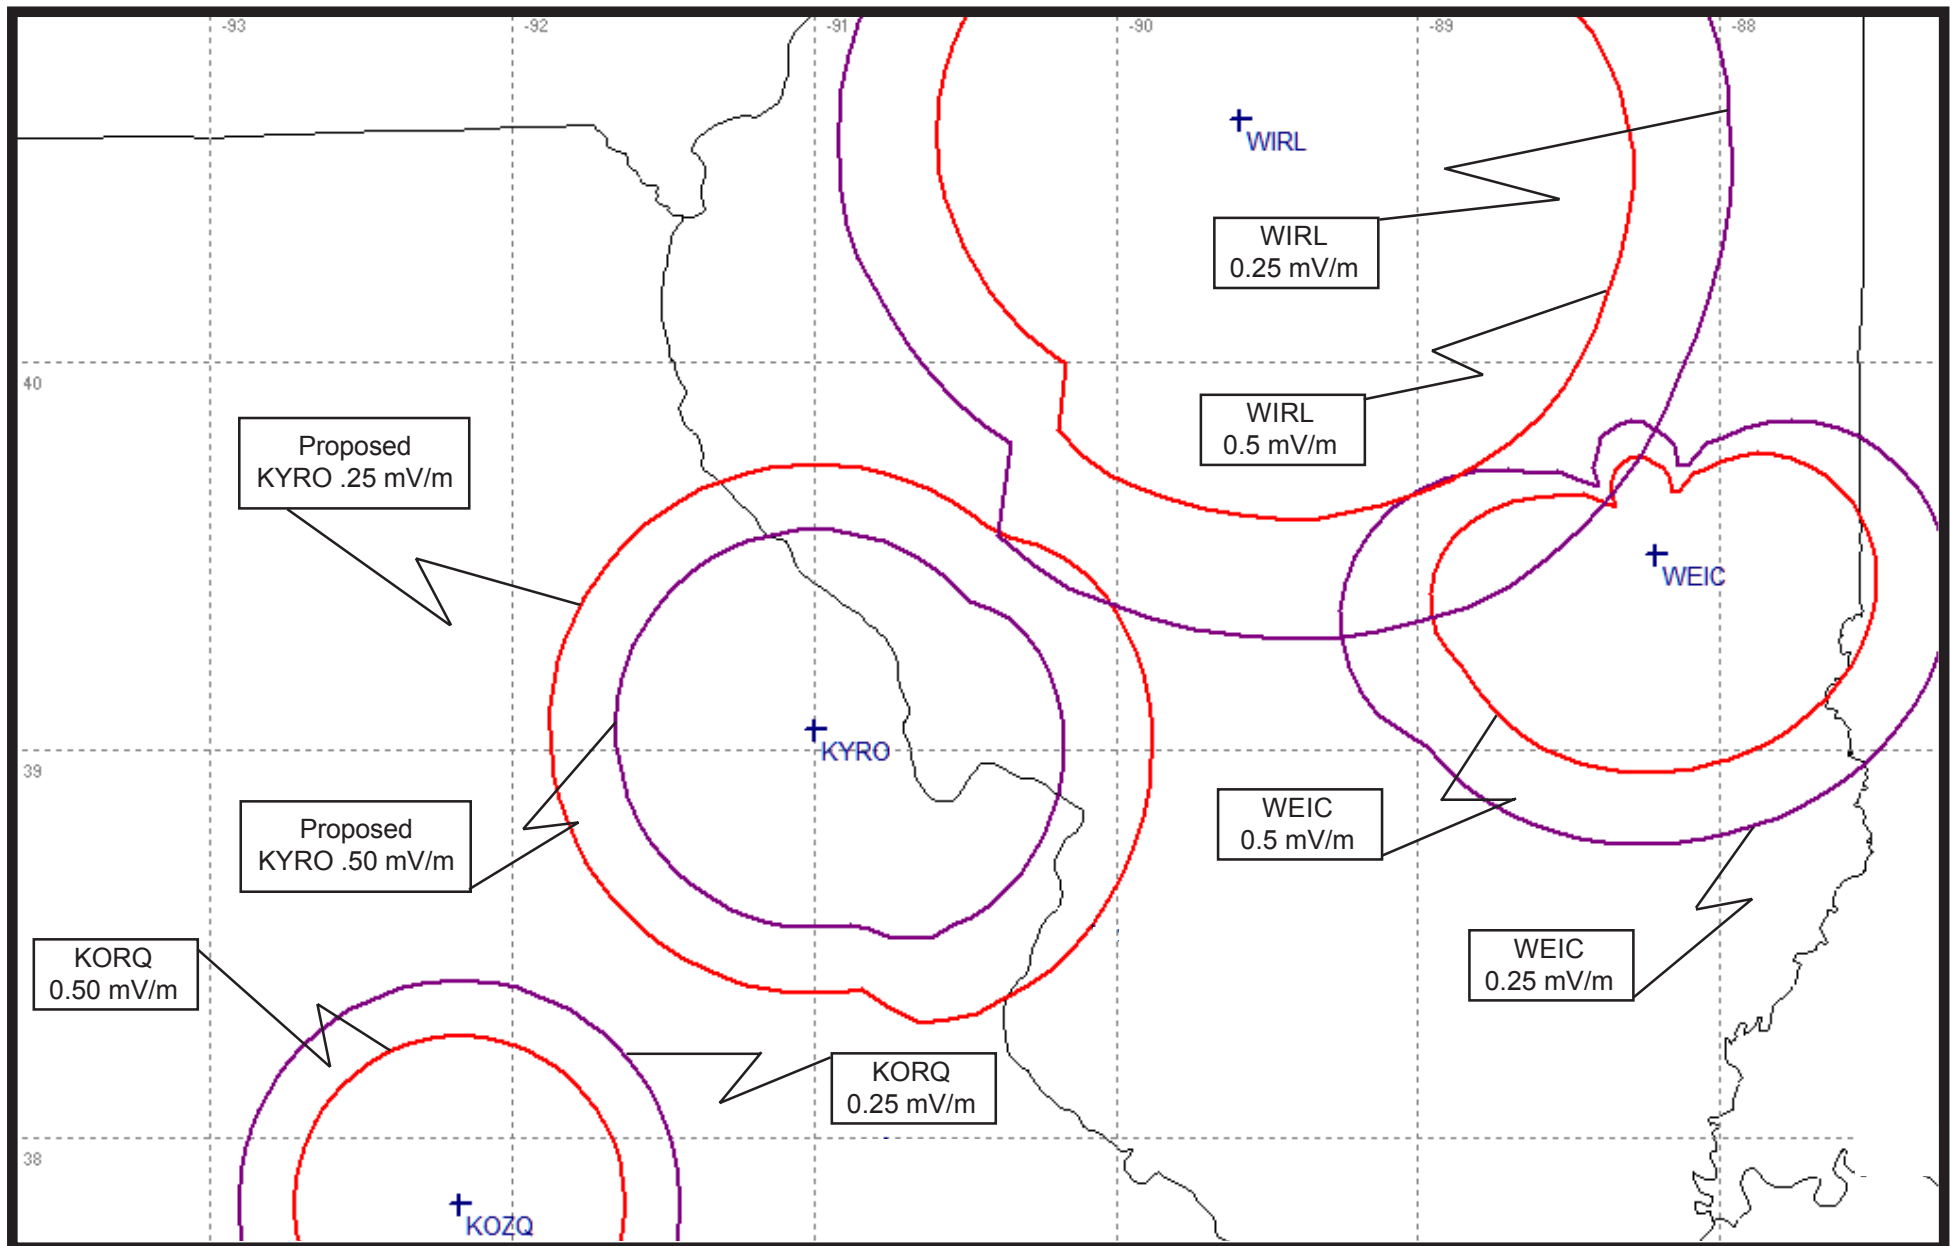 -93
-92
-91
-90
-89
-88
WIRL
WIRL
0.25 mV/m
40
WIRL
0.5 mV/m
Proposed
KYRO .25 mV/m
WEIC
KYRO
39
Proposed
KYRO .50 mV/m
WEIC
0.5 mV/m
WEIC
0.25 mV/m
KORQ
0.50 mV/m
KORQ
0.25 mV/m
38
KOZQ